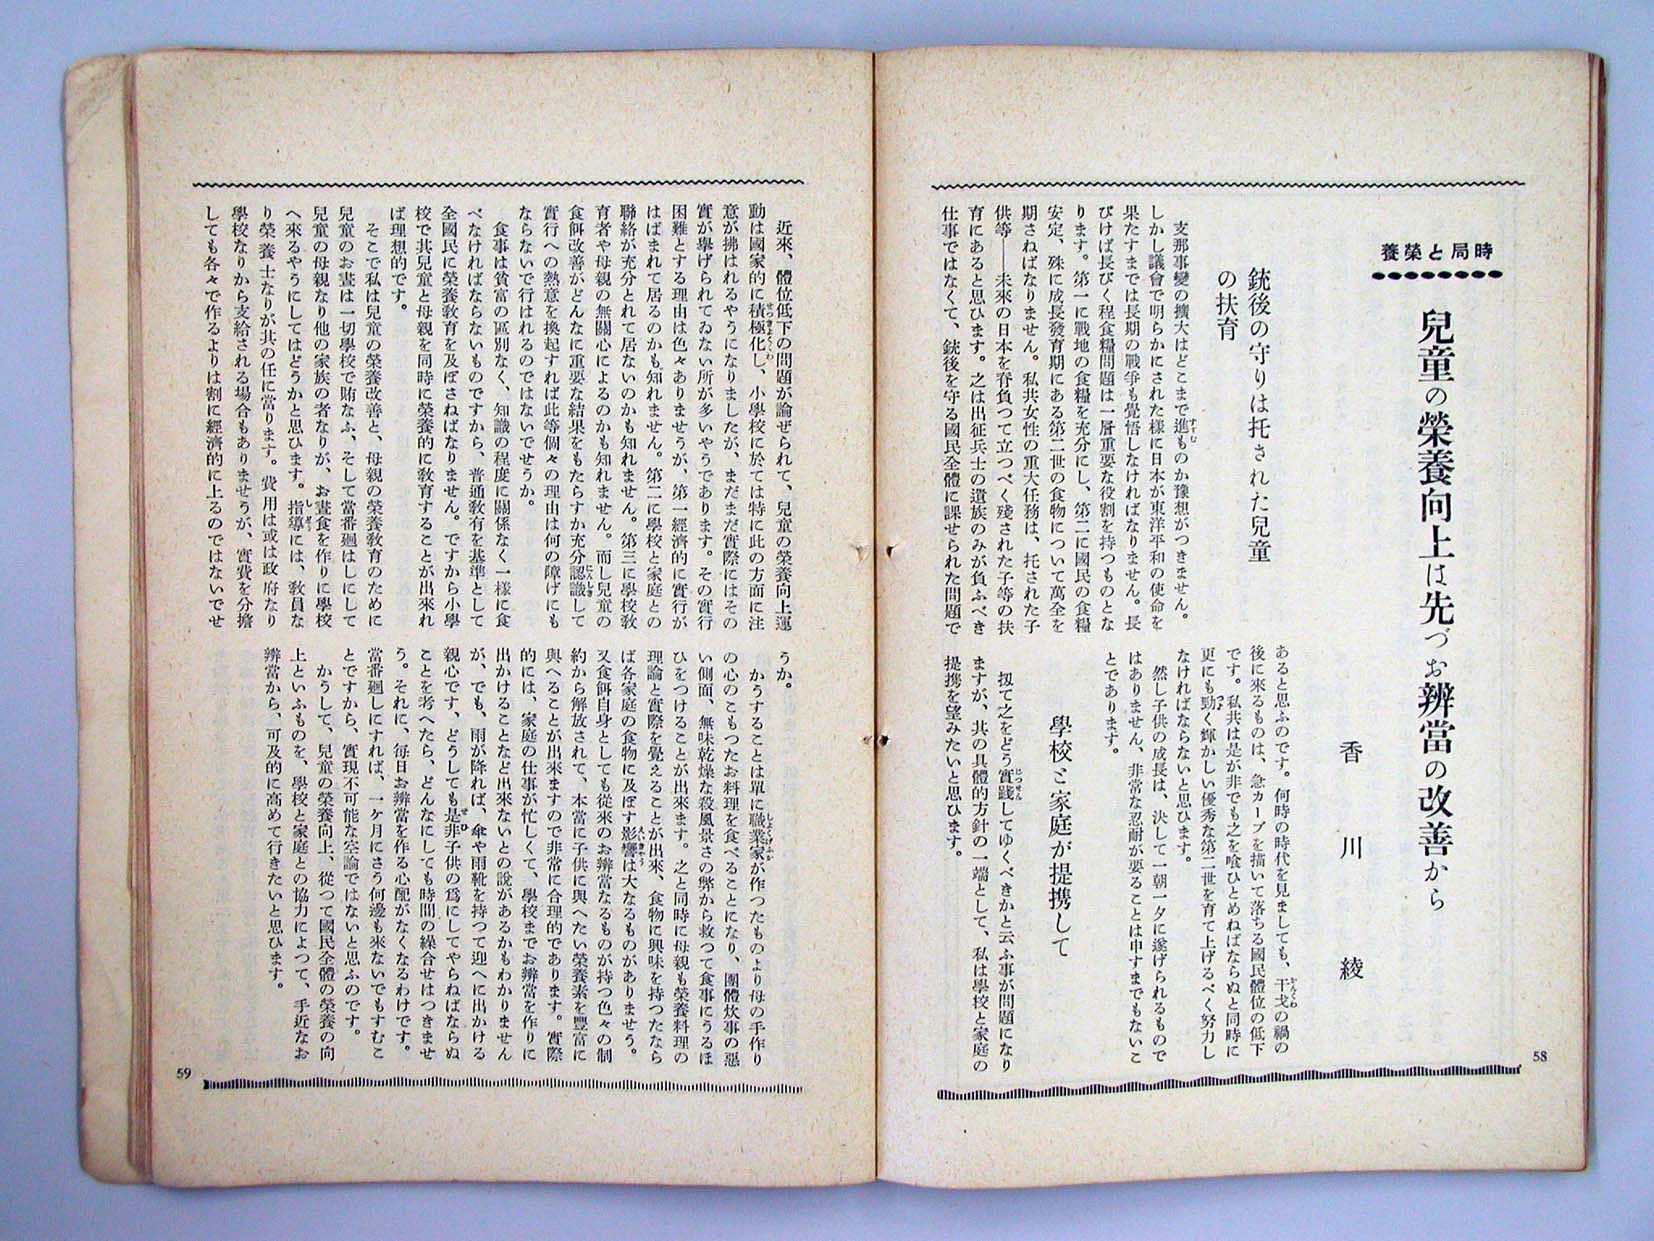 時局と榮養
兒童の榮養向上は先づお辨當の改善から
香川綾
銃後の守りは托された兒童
の扶育
支那事變の擴大はどこまで進ものか豫想がつきません。
しかし議會で明らかにされた樣に日本が東洋平和の使命を
果たすまでは長期の戰爭も覺悟しなければなりません。長
びけば長びく程食糧問題は一層重要な役割を持つものとな
ります。第一に戰地の食糧を充分にし、第二に國民の食糧
安定、殊に成長發育期にある第二世の食物について萬全を
期さねばなりません。私共女性の重大任務は、托された子
供等――未來の日本を脊負つて立つべく殘された子等の扶
育にあると思ひます。之は出征兵士の遺族のみが負ふべき
仕事ではなくて、銃後を守る國民全體に課せられた問題で
あると思ふのです。何時の時代を見ましても、干戈の禍の
後に來るものは、急カーブを描いて落ちる國民體位の低下
です。私共は是が非でも之を喰ひとめねばならぬと同時に
更にも勁く輝かしい優秀な第二世を育て上げるべく努力し
なければならないと思ひます。
然し子供の成長は、決して一朝一夕に遂げられるもので
はありません、非常な忍耐が要ることは申すまでもないこ
とであります。
學校と家庭が提携して
扨て之をどう實踐してゆくべきかと云ふ事が問題になり
ますが、其の具體的方針の一端として、私は學校と家庭の
提携を望みたいと思ひます。
58
近來、體位低下の問題が論ぜられて、兒童の榮養向上運
動は國家的に積極化し、小學校に於ては特に此の方面に注
意が拂はれるやうになりましたが、まだまだ實際にはその
實が擧げられてゐない所が多いやうであります。その實行
困難とする理由は色々ありませうが、第一經濟的に實行が
はばまれて居るのかも知れません。第二に學校と家庭との
聯絡が充分とれて居ないのかも知れません。第三に學校敎
育者や母親の無關心によるのかも知れません。而し兒童の
食餌改善がどんなに重要な結果をもたらすか充分認識して
實行への熱意を換起すれば此等個々の理由は何の障げにも
ならないで行はれるのではないでせうか。
食事は貧富の區別なく、知識の程度に關係なく一樣に食
べなければならないものですから、普通敎有を基準として
全國民に榮養敎育を及ぼさねばなりません。ですから小學
校で共兒童と母親を同時に榮養的に敎育することが出來れ
ば理想的です。
そこで私は兒童の榮養改善と、母親の榮養敎育のために
兒童のお晝は一切學校で賄なふ、そして當番廻はしにして
兒童の母親なり他の家族の者なりが、お晝食を作りに學校
へ來るやうにしてはどうかと思ひます。指導には、敎員な
り榮養士なりが共の任に當ります。費用は或は政府なり
學校なりから支給される場合もありませうが、實費を分擔
しても各々で作るよりは割に經濟的に上るのではないでせ
うか。
かうすることは單に職業家が作つたものより母の手作り
の心のこもつたお料理を食べることになり、團體炊事の惡
い側面、無味乾燥な殺風景さの弊から救つて食事にうるほ
ひをつけることが出來ます。之と同時に母親も榮養料理の
理論と實際を覺えることが出來、食物に興味を持つたなら
ば各家庭の食物に及ぼす影響は大なるものがありませう。
又食餌自身としても從來のお辨當なるものが持つ色々の制
約から解放されて、本當に子供に與へたい榮養素を豐富に
與へることが出來ますので非常に合理的であります。實際
的には、家庭の仕事が忙しくて、學校までお辨當を作りに
出かけることなど出來ないとの說があるかもわかりません
が、でも、雨が降れば、傘や雨靴を持つて迎へに出かける
親心です、どうしても是非子供の爲にしてやらねばならぬ
ことを考へたら、どんなにしても時間の繰合せはつきませ
う。それに、每日お辨當を作る心配がなくなるわけです。
當番廻しにすれば、一ケ月にさう何邊も來ないでもすむこ
とですから、實現不可能な空論ではないと思ふのです。
かうして、兒童の榮養向上、從つて國民全體の榮養の向
上といふものを、學校と家庭との協力によつて、手近なお
辨當から、可及的に高めて行きたいと思ひます。
59